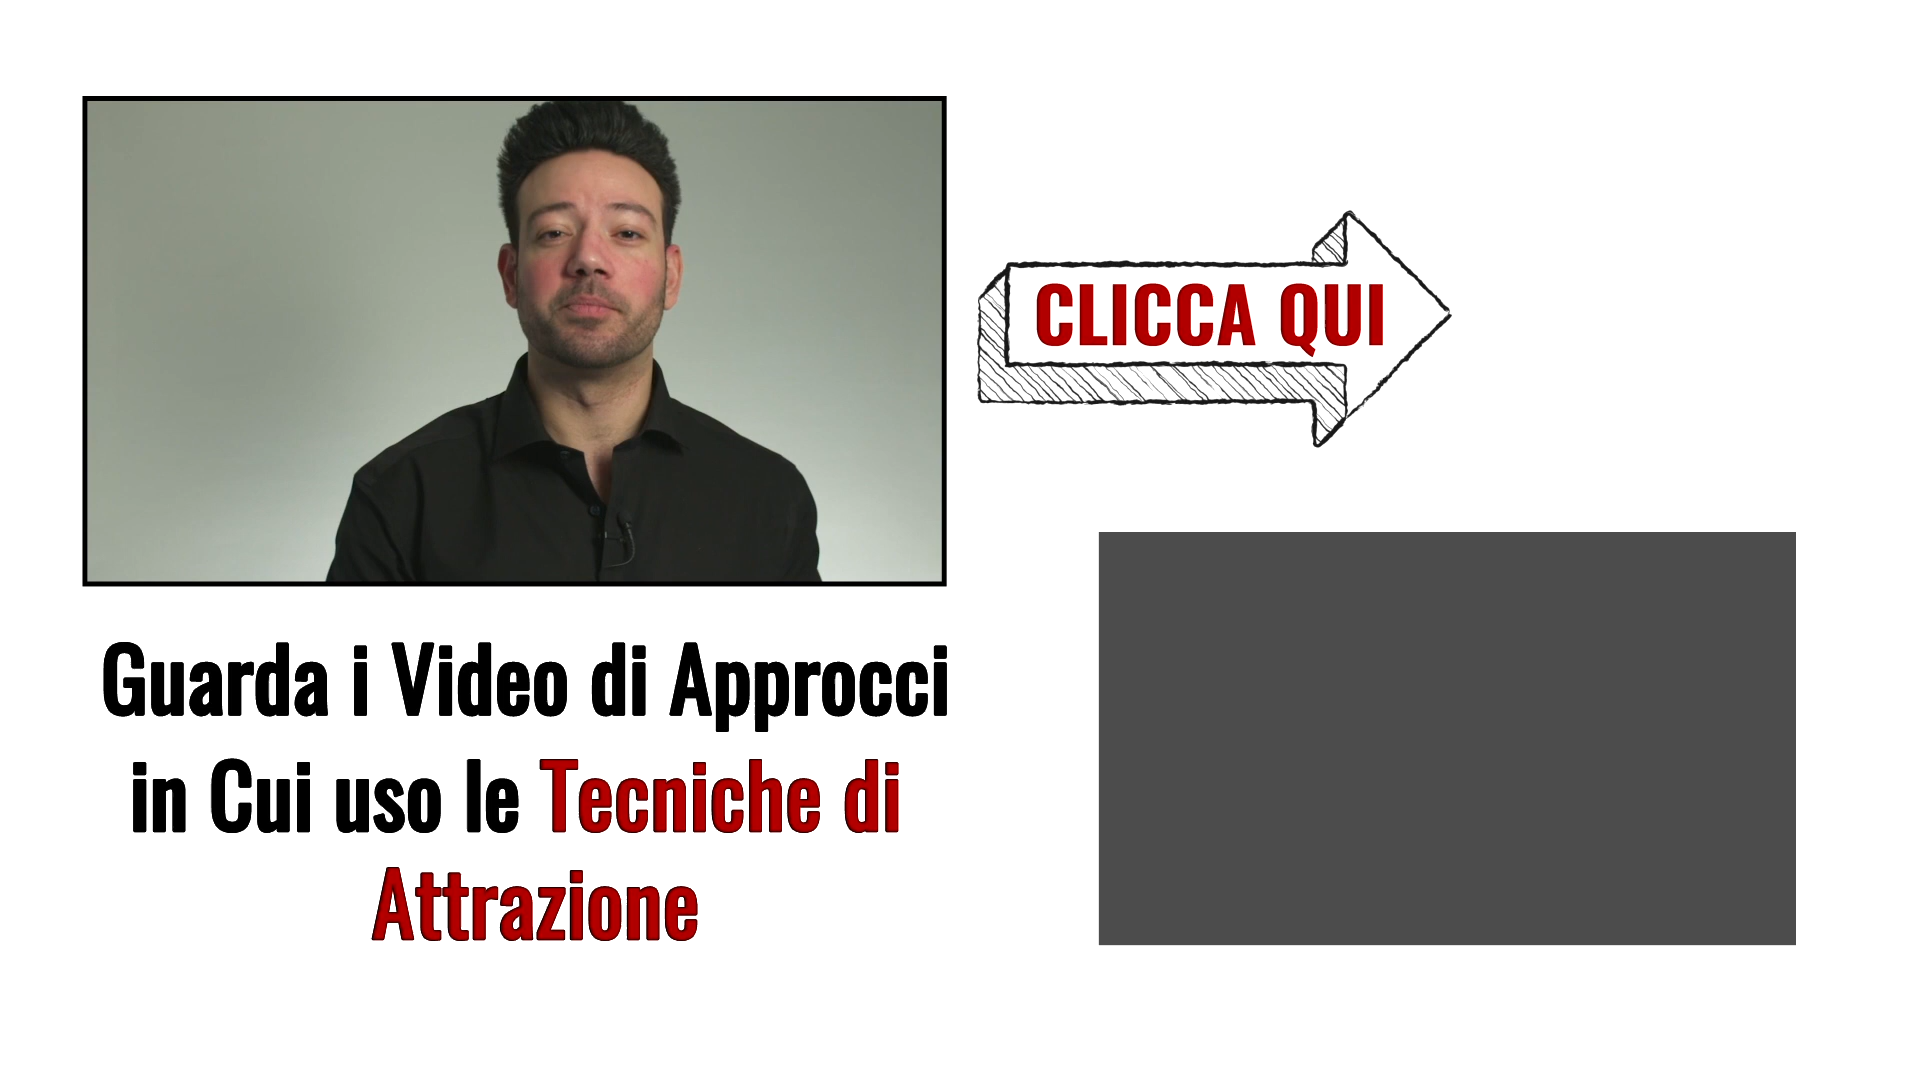 CLICCA QUI
Guarda i Video di Approcci
in Cui uso le Tecniche di
Attrazione